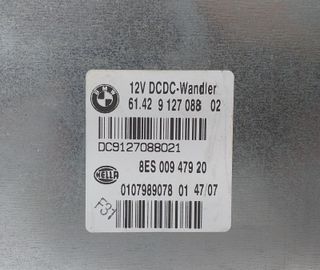 BMW
12V DCDC-Wandler
61.42 9 127 088 02
DC9127088021
8ES 009 479 20
HELLA
0107989078 01 47/07
F31